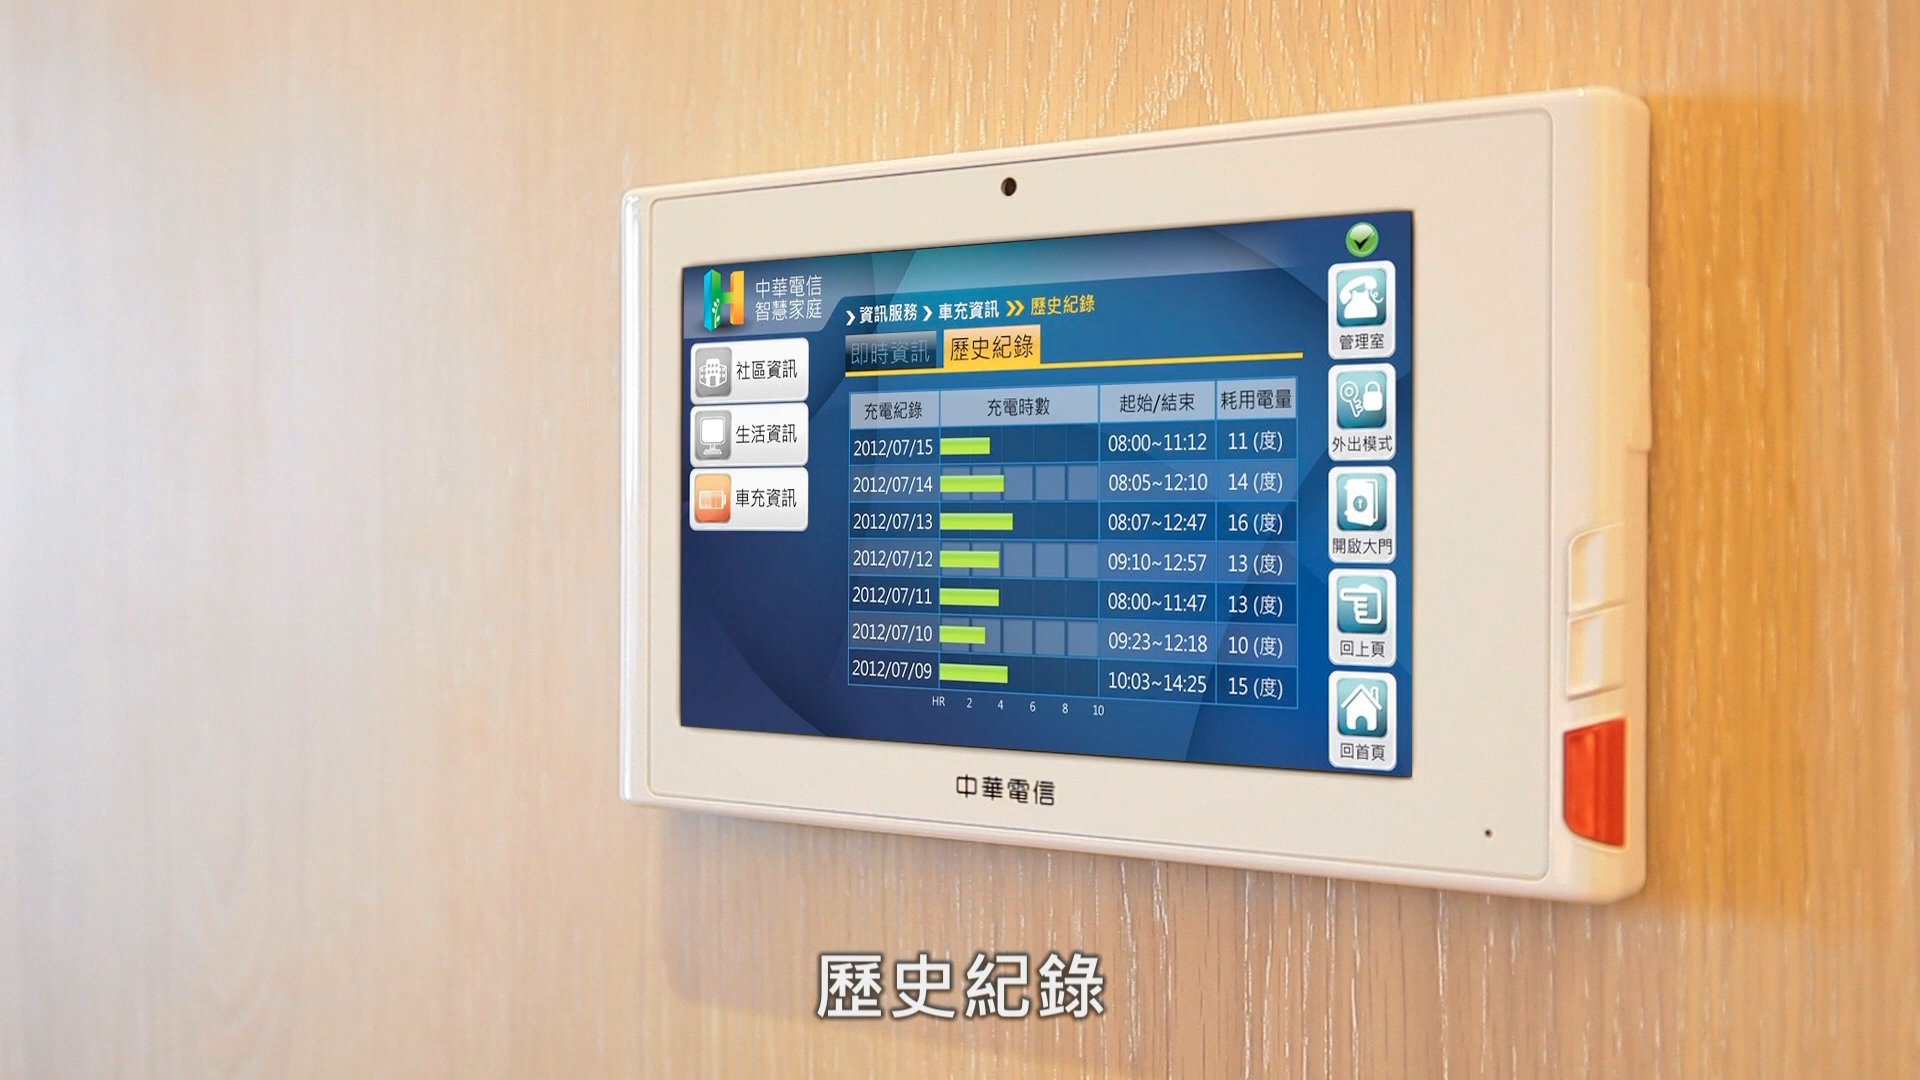 中華電信
智慧家庭
❯ 資訊服務 ❯ 車充資訊 ❯❯ 歷史紀錄
即時資訊 歷史紀錄
社區資訊
生活資訊
車充資訊
充電紀錄 充電時數 起始/結束 耗用電量
2012/07/15 08:00~11:12 11 (度)
2012/07/14 08:05~12:10 14 (度)
2012/07/13 08:07~12:47 16 (度)
2012/07/12 09:10~12:57 13 (度)
2012/07/11 08:00~11:47 13 (度)
2012/07/10 09:23~12:18 10 (度)
2012/07/09 10:03~14:25 15 (度)
HR 2 4 6 8 10
管理室
外出模式
開啟大門
回上頁
回首頁
中華電信
歷史紀錄